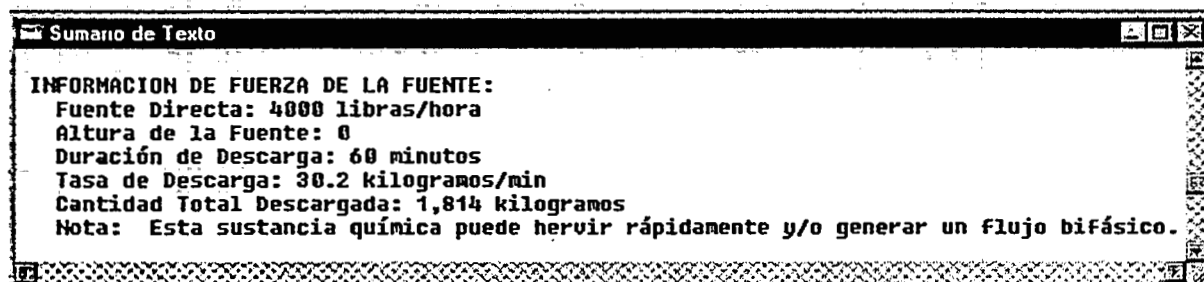 Sumario de Texto
INFORMACION DE FUERZA DE LA FUENTE:
Fuente Directa: 4000 libras/hora
Altura de la Fuente: 0
Duración de Descarga: 60 minutos
Tasa de Descarga: 30.2 kilogramos/min
Cantidad Total Descargada: 1,814 kilogramos
Nota: Esta sustancia química puede hervir rápidamente y/o generar un flujo bifásico.